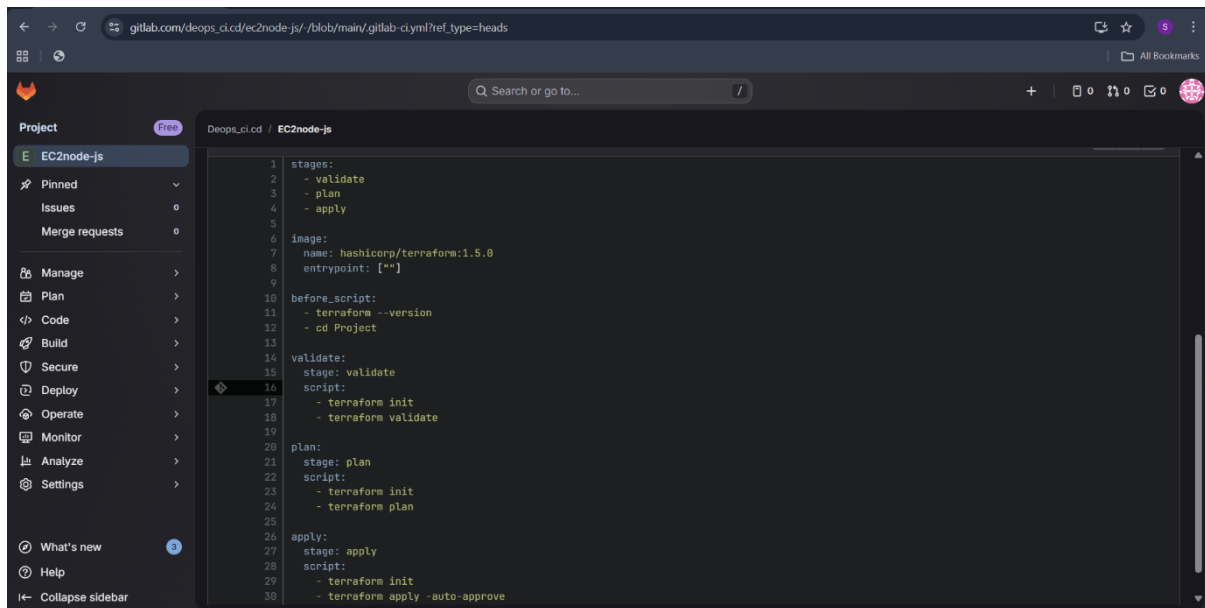 gitlab.com/deops_ci.cd/ec2node-js/-/blob/main/.gitlab-ci.yml?ref_type=heads
S
All Bookmarks
Search or go to...
/
0
0
0
Project
Free
Deops_ci.cd / EC2node-js
E EC2node-js
Pinned
Issues 0
Merge requests 0
Manage
Plan
Code
Build
Secure
Deploy
Operate
Monitor
Analyze
Settings
What's new 3
Help
Collapse sidebar
1 stages:
2 - validate
3 - plan
4 - apply
5
6 image:
7 name: hashicorp/terraform:1.5.0
8 entrypoint: [""]
9
10 before_script:
11 - terraform --version
12 - cd Project
13
14 validate:
15 stage: validate
16 script:
17 - terraform init
18 - terraform validate
19
20 plan:
21 stage: plan
22 script:
23 - terraform init
24 - terraform plan
25
26 apply:
27 stage: apply
28 script:
29 - terraform init
30 - terraform apply -auto-approve